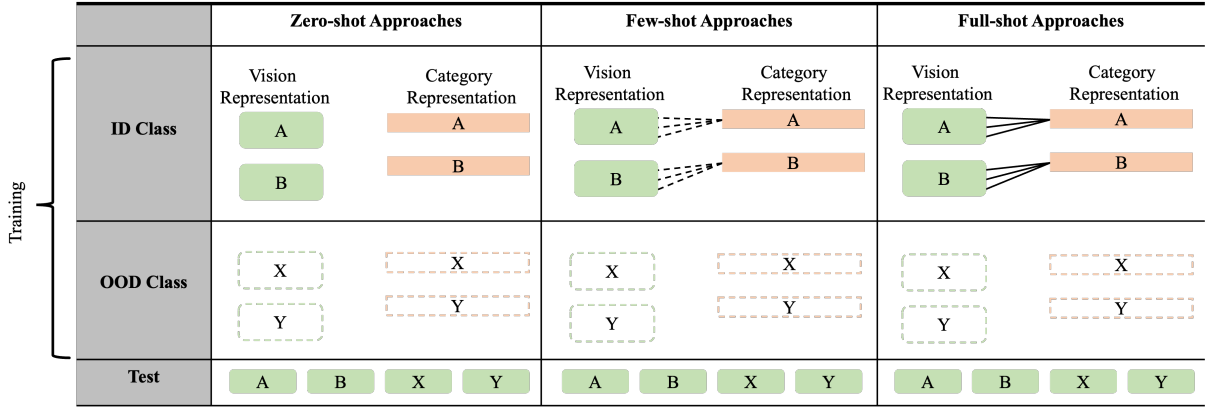 Zero-shot Approaches
Few-shot Approaches
Full-shot Approaches
Training
ID Class
Vision
Representation
Category
Representation
A
A
B
B
Vision
Representation
Category
Representation
A
A
B
B
Vision
Representation
Category
Representation
A
A
B
B
OOD Class
X
X
Y
Y
X
X
Y
Y
X
X
Y
Y
Test
A B X Y
A B X Y
A B X Y